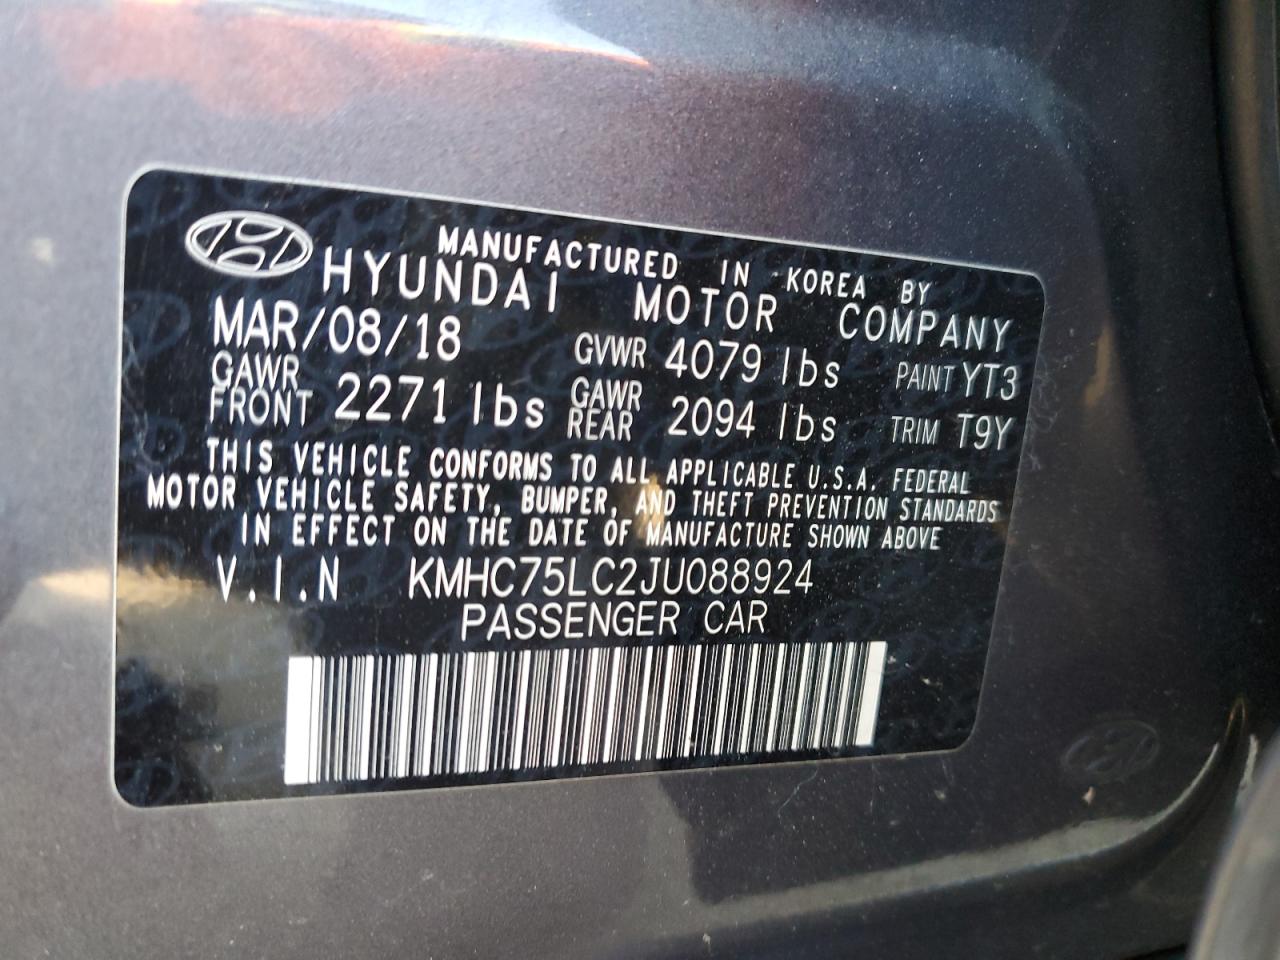 MANUFACTURED IN KOREA BY
HYUNDAI MOTOR COMPANY
MAR/08/18 GVWR 4079 lbs PAINT YT3
GAWR FRONT 2271 lbs GAWR REAR 2094 lbs TRIM T9Y
THIS VEHICLE CONFORMS TO ALL APPLICABLE U.S.A. FEDERAL
MOTOR VEHICLE SAFETY, BUMPER, AND THEFT PREVENTION STANDARDS
IN EFFECT ON THE DATE OF MANUFACTURE SHOWN ABOVE
V.I.N KMHC75LC2JU088924
PASSENGER CAR